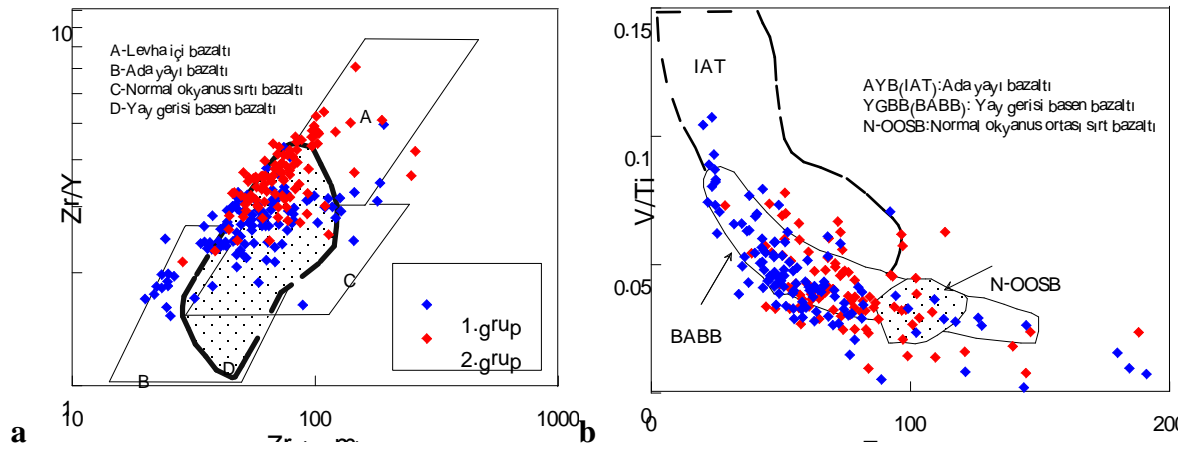 10
A-Levha içi bazaltı
B-Ada yayı bazaltı
C-Normal okyanus sırtı bazaltı
D-Yay gerisi basen bazaltı
A
Zr/Y
C
B
D
1.grup
2.grup
1
10
100
1000
a
0.15
IAT
AYB(IAT):Ada yayı bazaltı
YGBB(BABB): Yay gerisi basen bazaltı
N-OOSB:Normal okyanus ortası sırt bazaltı
0.1
V/Ti
0.05
N-OOSB
BABB
0
0
100
200
b